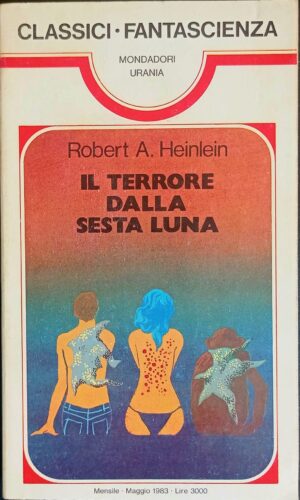 CLASSICI • FANTASCIENZA
MONDADORI
URANIA
Robert A. Heinlein
IL TERRORE
DALLA
SESTA LUNA
Mensile • Maggio 1983 • Lire 3000